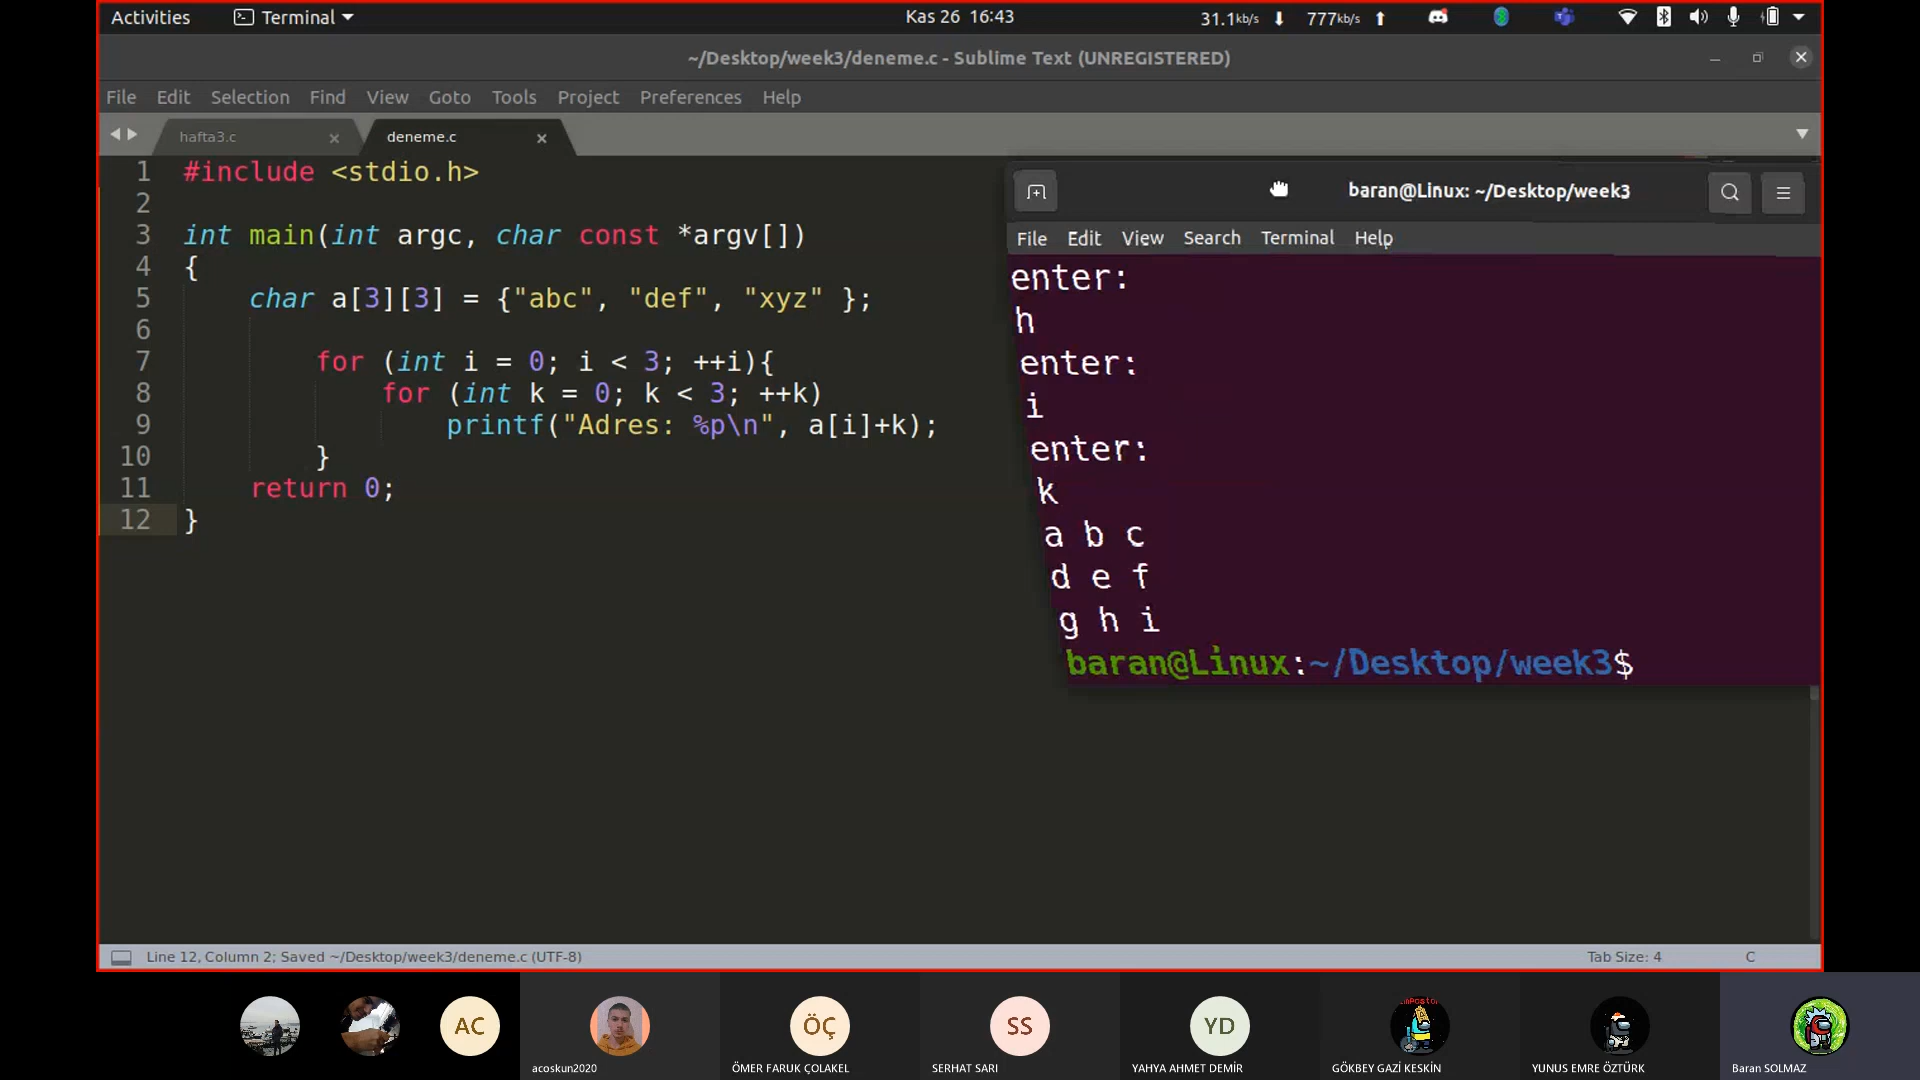 Activities Terminal Kas 26 16:43 31.1kb/s 777kb/s
~/Desktop/week3/deneme.c - Sublime Text (UNREGISTERED)
File Edit Selection Find View Goto Tools Project Preferences Help
hafta3.c deneme.c
1 #include <stdio.h>
2
3 int main(int argc, char const *argv[])
4 {
5 char a[3][3] = {"abc", "def", "xyz" };
6
7 for (int i = 0; i < 3; ++i){
8 for (int k = 0; k < 3; ++k)
9 printf("Adres: %p\n", a[i]+k);
10 }
11 return 0;
12 }
baran@Linux: ~/Desktop/week3
File Edit View Search Terminal Help
enter:
h
enter:
i
enter:
k
a b c
d e f
g h i
baran@Linux:~/Desktop/week3$
Line 12, Column 2; Saved ~/Desktop/week3/deneme.c (UTF-8) Tab Size: 4 C
AC ÖÇ SS YD ımPostor
acoskun2020 ÖMER FARUK ÇOLAKEL SERHAT SARI YAHYA AHMET DEMİR GÖKBEY GAZİ KESKİN YUNUS EMRE ÖZTÜRK Baran SOLMAZ